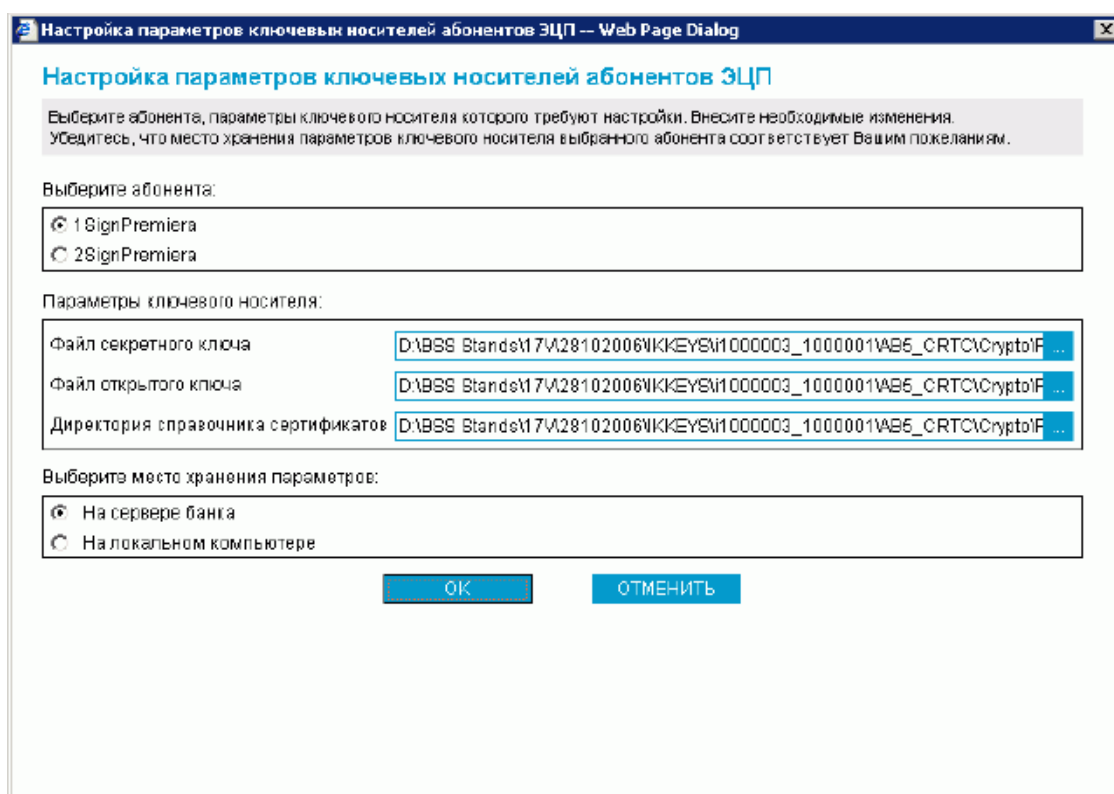 Настройка параметров ключевых носителей абонентов ЭЦП -- Web Page Dialog
Настройка параметров ключевых носителей абонентов ЭЦП
Выберите абонента, параметры ключевого носителя которого требуют настройки. Внесите необходимые изменения.
Убедитесь, что место хранения параметров ключевого носителя выбранного абонента соответствует Вашим пожеланиям.
Выберите абонента:
1SignPremiera
2SignPremiera
Параметры ключевого носителя:
Файл секретного ключа D:\BSS Stands\17\A\28102006\IKKEYS\i1000003_1000001\AB5_CRTC\Crypto\F ...
Файл открытого ключа D:\BSS Stands\17\A\28102006\IKKEYS\i1000003_1000001\AB5_CRTC\Crypto\F ...
Директория справочника сертификатов D:\BSS Stands\17\A\28102006\IKKEYS\i1000003_1000001\AB5_CRTC\Crypto\F ...
Выберите место хранения параметров:
На сервере банка
На локальном компьютере
OK ОТМЕНИТЬ